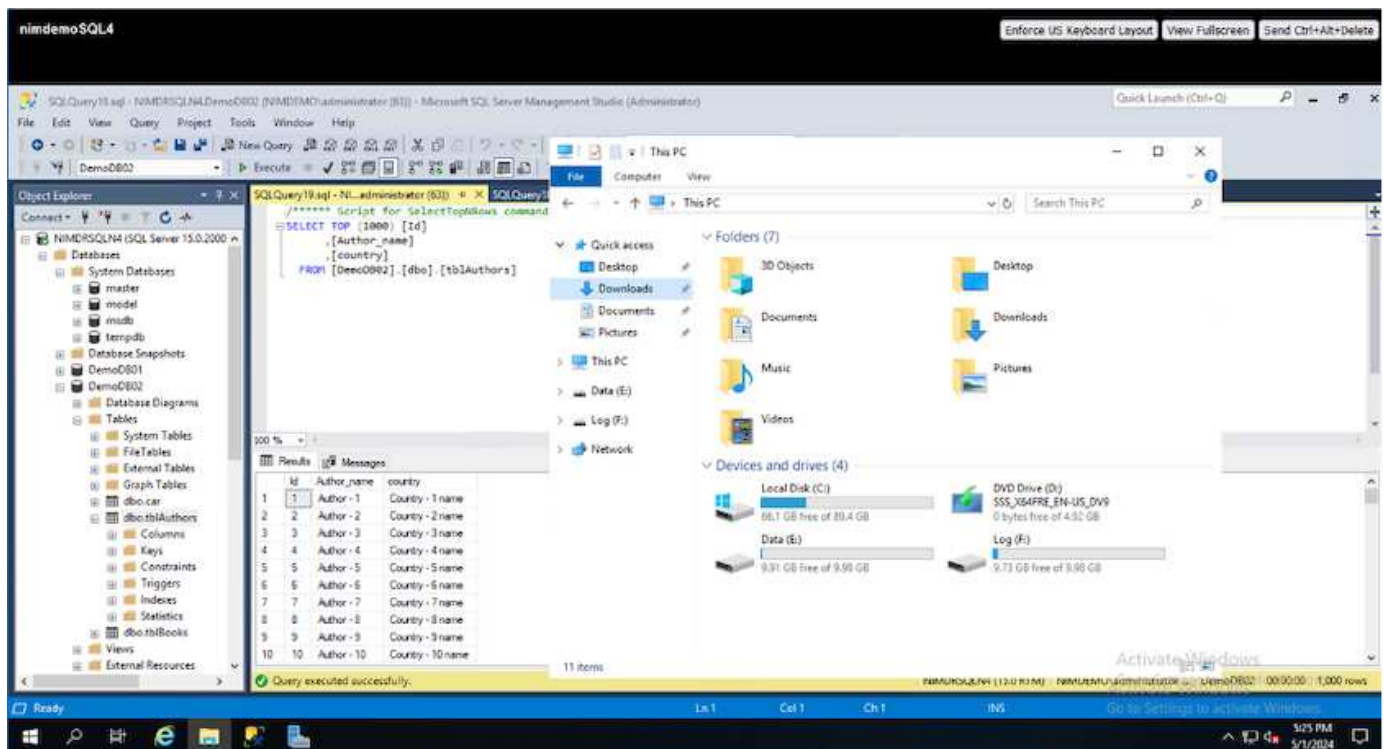 nimdemoSQL4
Enforce US Keyboard Layout
View Fullscreen
Send Ctrl+Alt+Delete
SQLQuery19.sql - NIMDRSQLN4.DemoDB02 (NIMDEMO\administrator (63)) - Microsoft SQL Server Management Studio (Administrator)
Quick Launch (Ctrl+Q)
File Edit View Query Project Tools Window Help
New Query
DemoDB02
Execute
Object Explorer
Connect
NIMDRSQLN4 (SQL Server 15.0.2000
Databases
System Databases
master
model
msdb
tempdb
Database Snapshots
DemoDB01
DemoDB02
Database Diagrams
Tables
System Tables
FileTables
External Tables
Graph Tables
dbo.car
dbo.tblAuthors
Columns
Keys
Constraints
Triggers
Indexes
Statistics
dbo.tblBooks
Views
External Resources
SQLQuery19.sql - NI...administrator (63))
/****** Script for SelectTopNRows command
SELECT TOP (1000) [Id]
,[Author_name]
,[country]
FROM [DemoDB02].[dbo].[tblAuthors]
100 %
Results Messages
Id Author_name country
1 1 Author - 1 Country - 1 name
2 2 Author - 2 Country - 2 name
3 3 Author - 3 Country - 3 name
4 4 Author - 4 Country - 4 name
5 5 Author - 5 Country - 5 name
6 6 Author - 6 Country - 6 name
7 7 Author - 7 Country - 7 name
8 8 Author - 8 Country - 8 name
9 9 Author - 9 Country - 9 name
10 10 Author - 10 Country - 10 name
Query executed successfully.
This PC
File Computer View
This PC
Search This PC
Quick access
Desktop
Downloads
Documents
Pictures
This PC
Data (E:)
Log (F:)
Network
Folders (7)
3D Objects
Desktop
Documents
Downloads
Music
Pictures
Videos
Devices and drives (4)
Local Disk (C:)
66.1 GB free of 89.4 GB
DVD Drive (D:)
SSS_X64FRE_EN-US_DV9
0 bytes free of 4.92 GB
Data (E:)
9.91 GB free of 9.98 GB
Log (F:)
9.73 GB free of 9.98 GB
11 items
Activate Windows
Go to Settings to activate Windows.
DemoDB02 00:00:00 1,000 rows
Ready
Ln 1 Col 1 Ch 1 INS
5:25 PM
5/1/2024